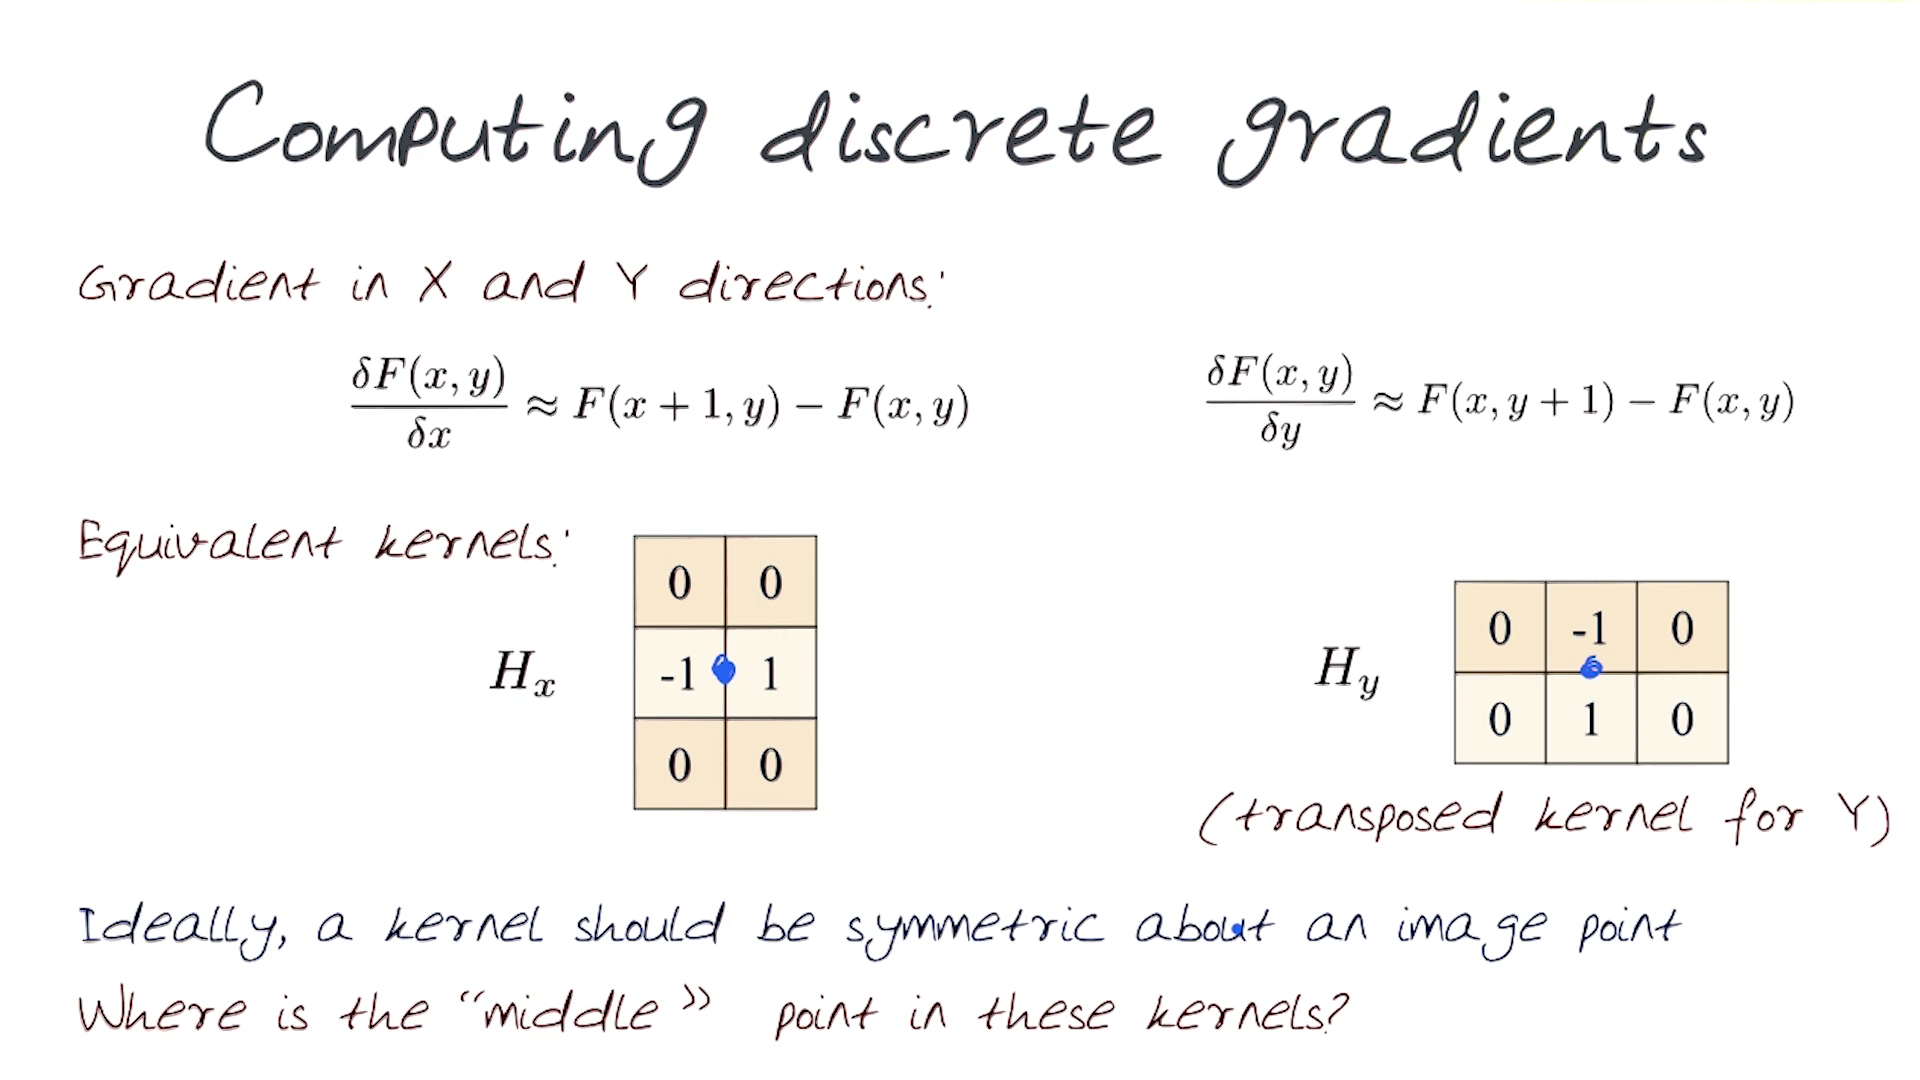 Computing discrete gradients
Gradient in X and Y directions:
δF(x, y) / δx ≈ F(x + 1, y) − F(x, y)
δF(x, y) / δy ≈ F(x, y + 1) − F(x, y)
Equivalent kernels:
H_x
0 0
-1 1
0 0
H_y
0 -1 0
0 1 0
(transposed kernel for Y)
Ideally, a kernel should be symmetric about an image point
Where is the “middle” point in these kernels?